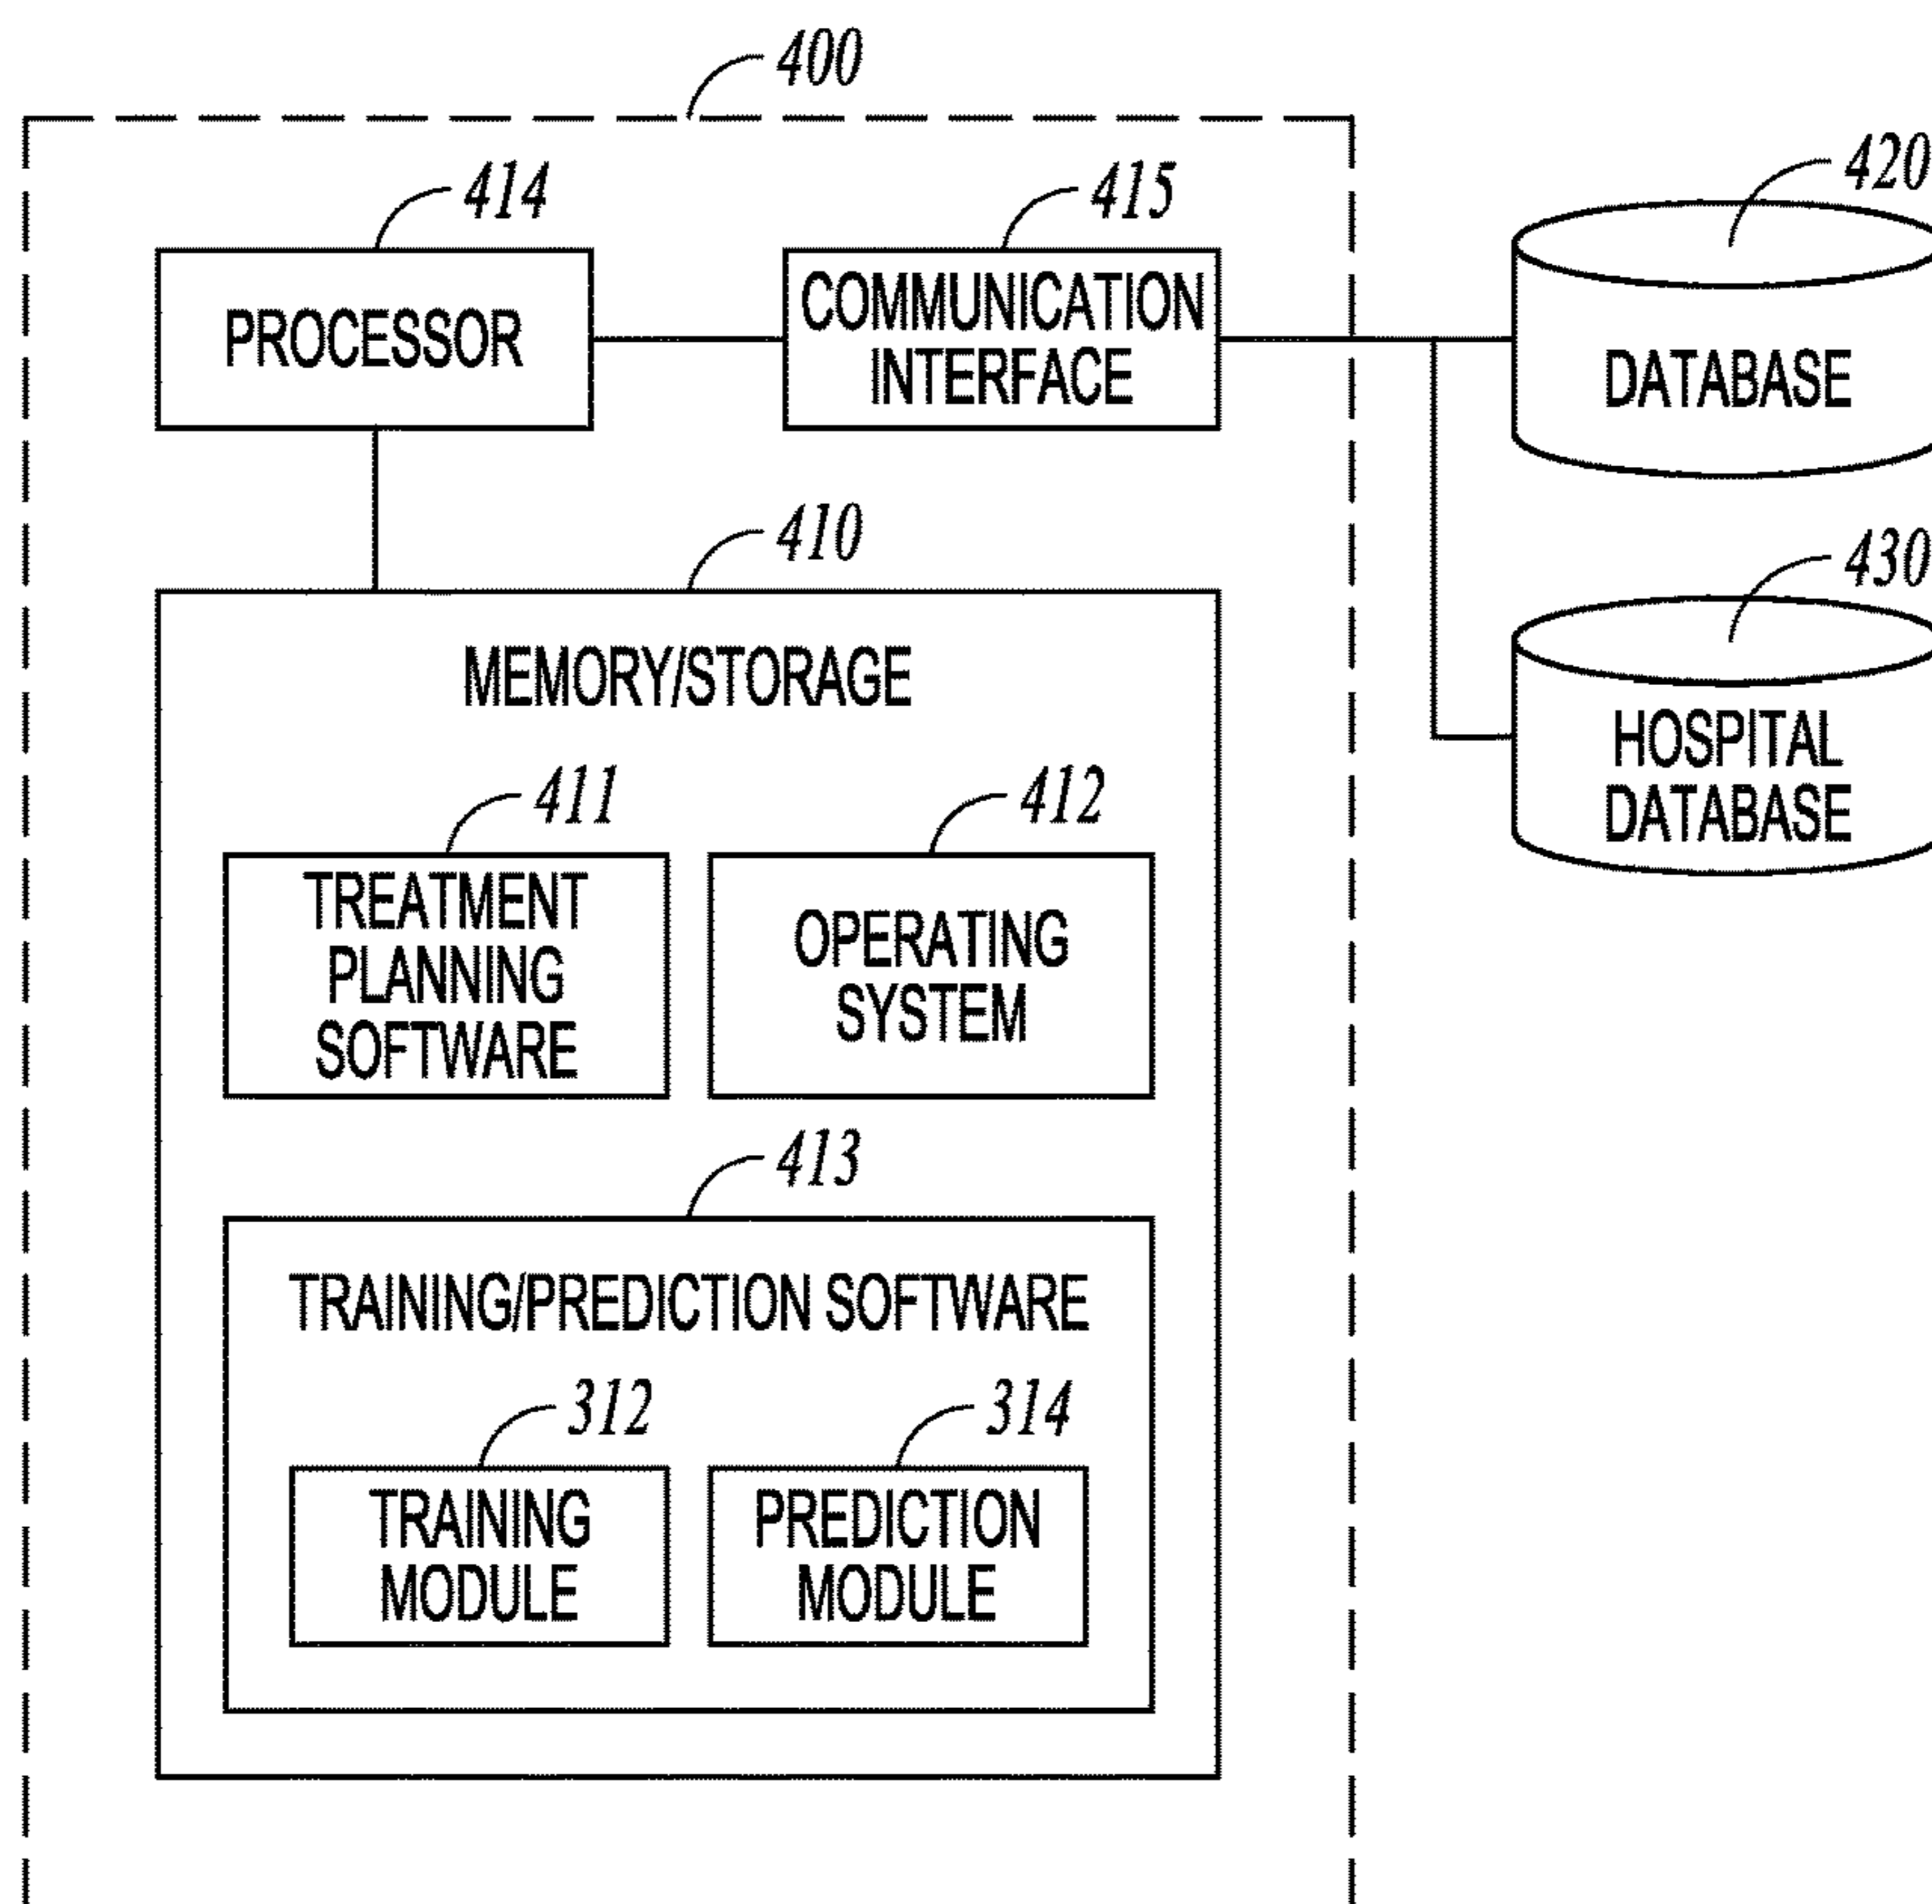 400
414
415
420
PROCESSOR
COMMUNICATION
INTERFACE
DATABASE
410
430
MEMORY/STORAGE
HOSPITAL
DATABASE
411
412
TREATMENT
PLANNING
SOFTWARE
OPERATING
SYSTEM
413
TRAINING/PREDICTION SOFTWARE
312
314
TRAINING
MODULE
PREDICTION
MODULE